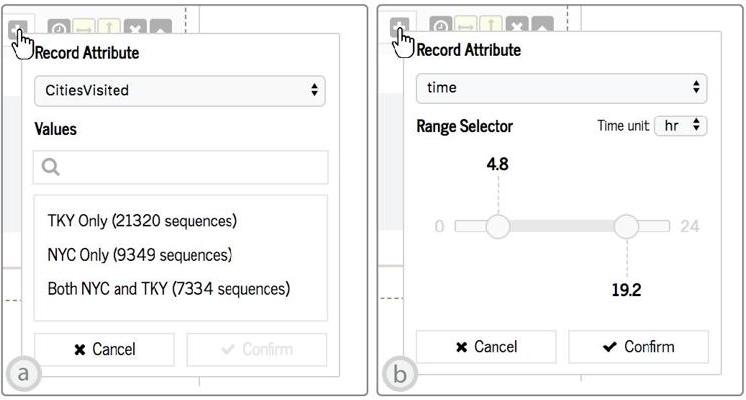 Record Attribute
CitiesVisited
Values
TKY Only (21320 sequences)
NYC Only (9349 sequences)
Both NYC and TKY (7334 sequences)
Cancel
Confirm
a
Record Attribute
time
Range Selector
Time unit hr
4.8
0
24
19.2
Cancel
Confirm
b